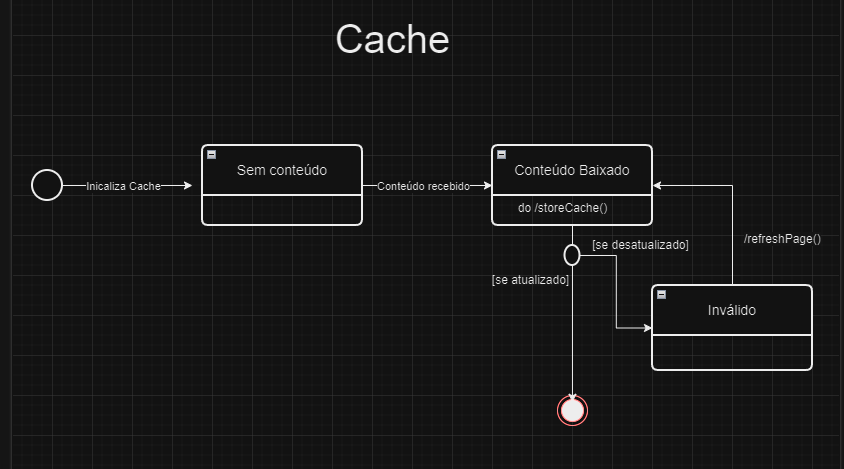 Cache
Sem conteúdo
Conteúdo Baixado
Inicaliza Cache
Conteúdo recebido
do /storeCache()
[se desatualizado]
/refreshPage()
[se atualizado]
Inválido